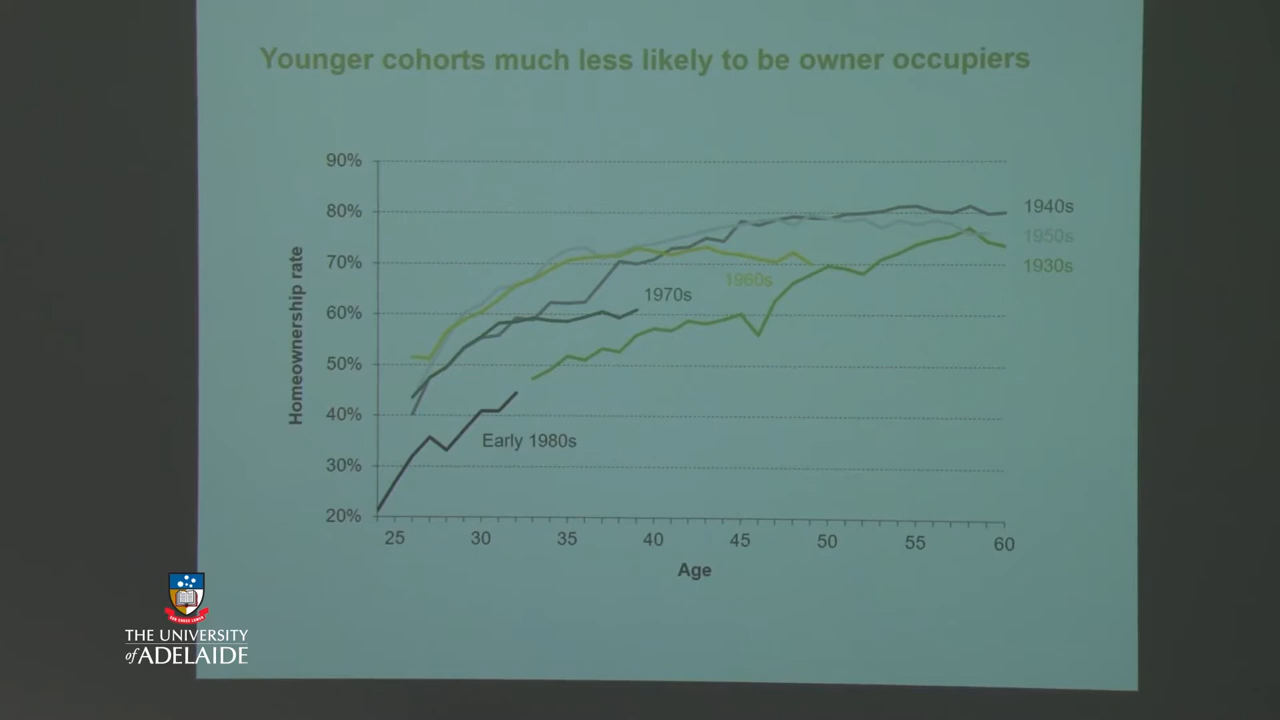 Younger cohorts much less likely to be owner occupiers
90%
80%
70%
60%
50%
40%
30%
20%
Homeownership rate
1940s
1950s
1930s
1960s
1970s
Early 1980s
25 30 35 40 45 50 55 60
Age
THE UNIVERSITY
of ADELAIDE